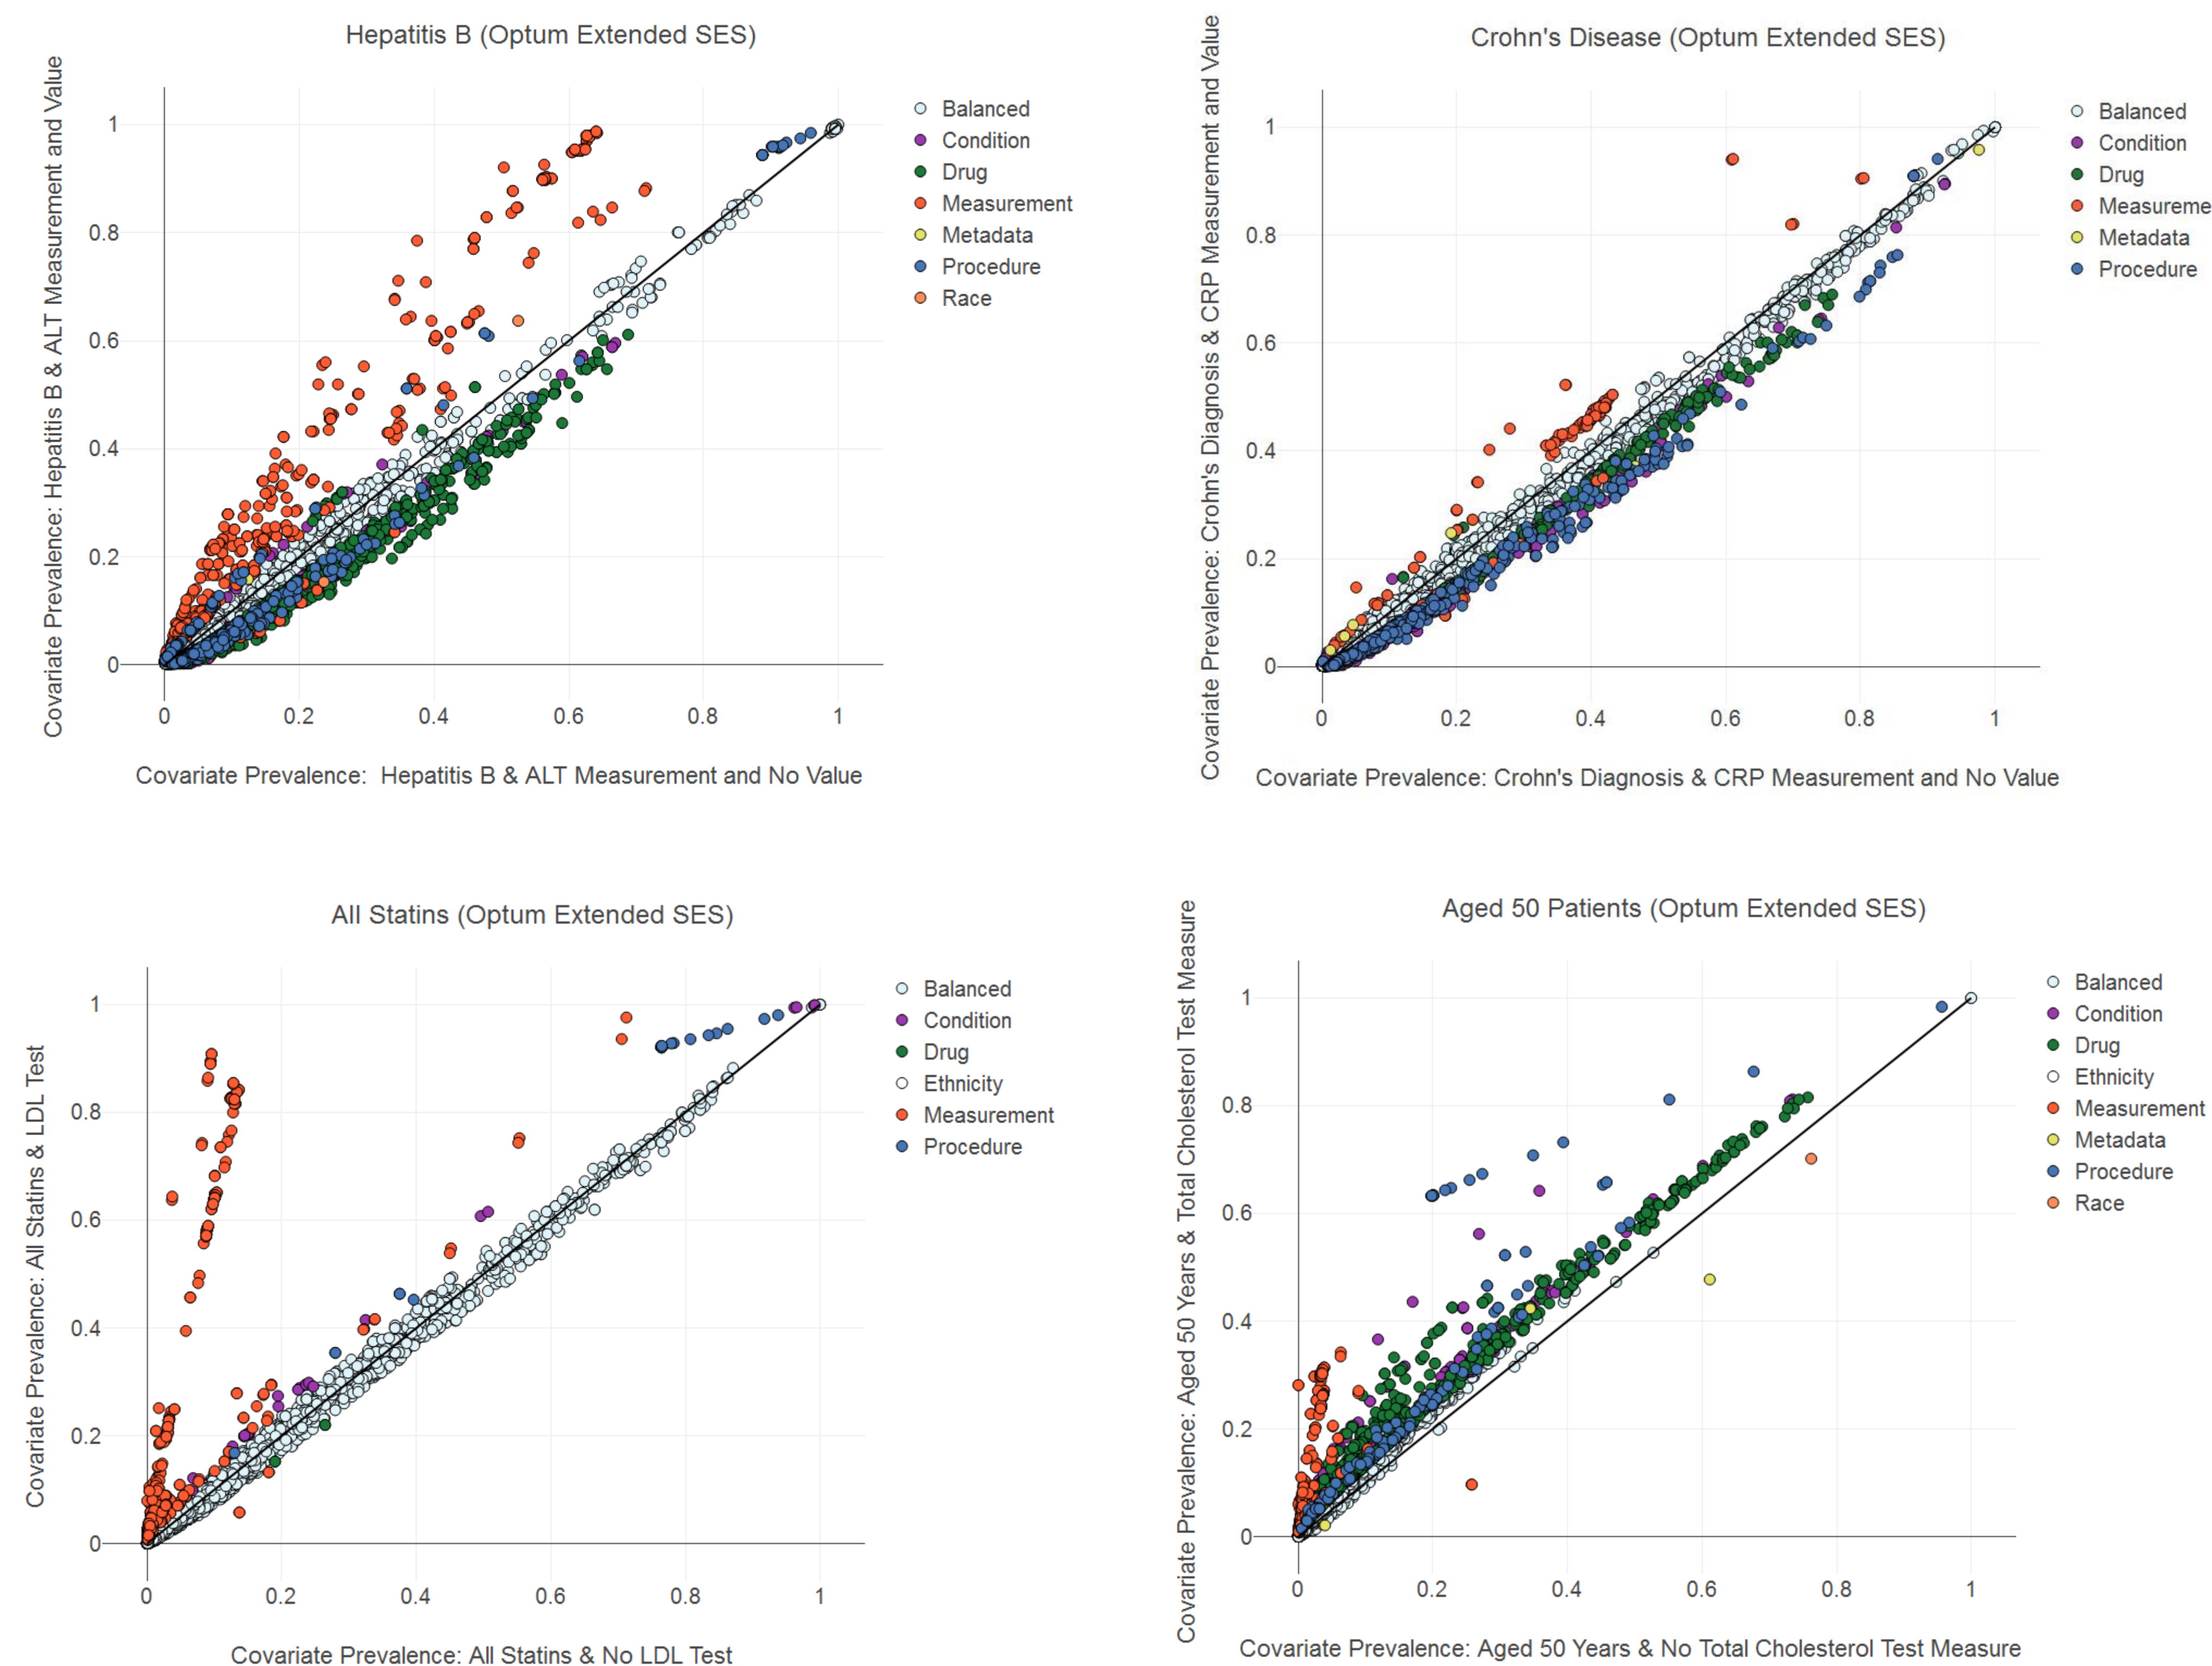 Hepatitis B (Optum Extended SES)
Covariate Prevalence: Hepatitis B & ALT Measurement and Value
1
0.8
0.6
0.4
0.2
0
0 0.2 0.4 0.6 0.8 1
Covariate Prevalence: Hepatitis B & ALT Measurement and No Value
Balanced
Condition
Drug
Measurement
Metadata
Procedure
Race
Crohn's Disease (Optum Extended SES)
Covariate Prevalence: Crohn's Diagnosis & CRP Measurement and Value
1
0.8
0.6
0.4
0.2
0
0 0.2 0.4 0.6 0.8 1
Covariate Prevalence: Crohn's Diagnosis & CRP Measurement and No Value
Balanced
Condition
Drug
Measureme
Metadata
Procedure
All Statins (Optum Extended SES)
Covariate Prevalence: All Statins & LDL Test
1
0.8
0.6
0.4
0.2
0
0 0.2 0.4 0.6 0.8 1
Covariate Prevalence: All Statins & No LDL Test
Balanced
Condition
Drug
Ethnicity
Measurement
Procedure
Aged 50 Patients (Optum Extended SES)
Covariate Prevalence: Aged 50 Years & Total Cholesterol Test Measure
1
0.8
0.6
0.4
0.2
0
0 0.2 0.4 0.6 0.8 1
Covariate Prevalence: Aged 50 Years & No Total Cholesterol Test Measure
Balanced
Condition
Drug
Ethnicity
Measurement
Metadata
Procedure
Race